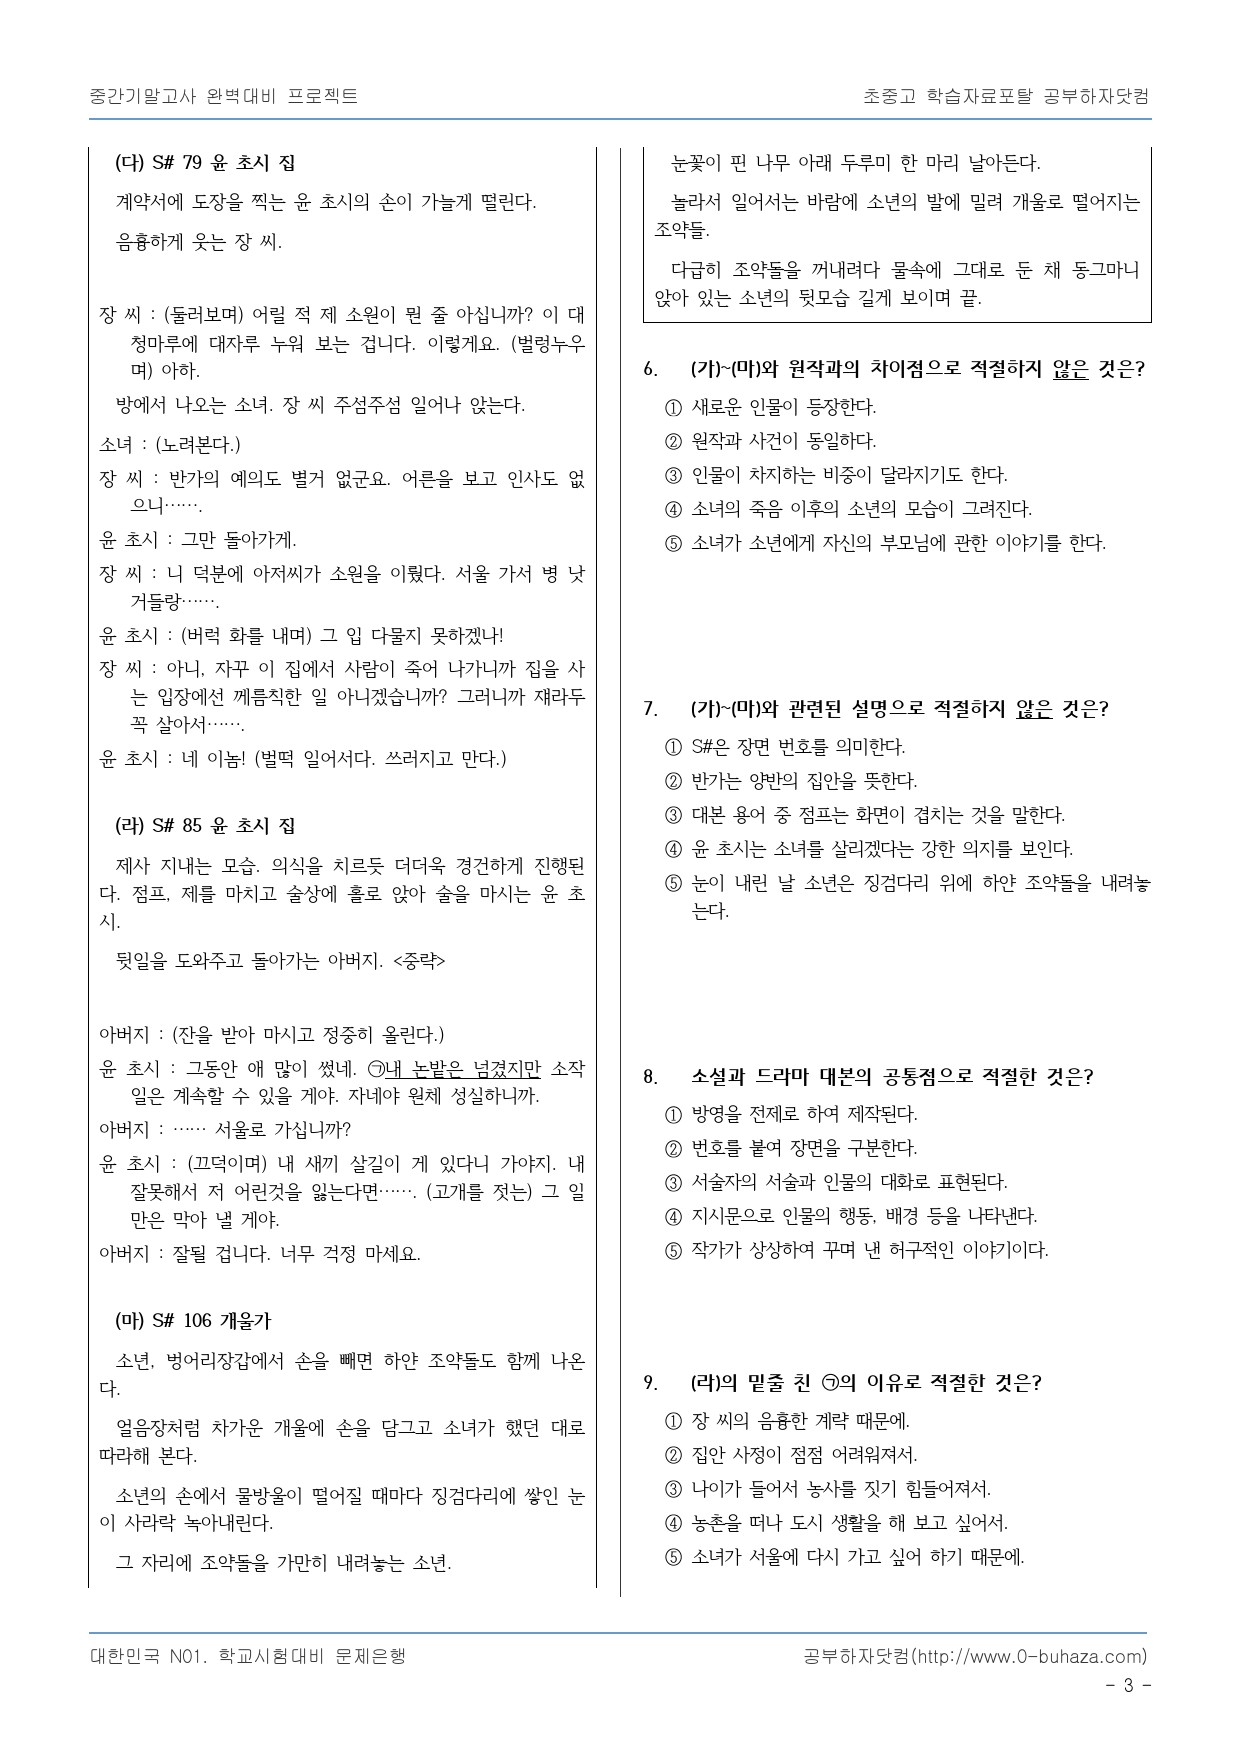 중간기말고사 완벽대비 프로젝트
초중고 학습자료포탈 공부하자닷컴
(다) S# 79 윤 초시 집
계약서에 도장을 찍는 윤 초시의 손이 가늘게 떨린다.
음흉하게 웃는 장 씨.
장 씨 : (둘러보며) 어릴 적 제 소원이 뭔 줄 아십니까? 이 대
청마루에 대자루 누워 보는 겁니다. 이렇게요. (벌렁누우
며) 아하.
방에서 나오는 소녀. 장 씨 주섬주섬 일어나 앉는다.
소녀 : (노려본다.)
장 씨 : 반가의 예의도 별거 없군요. 어른을 보고 인사도 없
으니…….
윤 초시 : 그만 돌아가게.
장 씨 : 니 덕분에 아저씨가 소원을 이뤘다. 서울 가서 병 낫
거들랑…….
윤 초시 : (버럭 화를 내며) 그 입 다물지 못하겠나!
장 씨 : 아니, 자꾸 이 집에서 사람이 죽어 나가니까 집을 사
는 입장에선 께름칙한 일 아니겠습니까? 그러니까 쟤라두
꼭 살아서…….
윤 초시 : 네 이놈! (벌떡 일어서다. 쓰러지고 만다.)
(라) S# 85 윤 초시 집
제사 지내는 모습. 의식을 치르듯 더더욱 경건하게 진행된
다. 점프, 제를 마치고 술상에 홀로 앉아 술을 마시는 윤 초
시.
뒷일을 도와주고 돌아가는 아버지. <중략>
아버지 : (잔을 받아 마시고 정중히 올린다.)
윤 초시 : 그동안 애 많이 썼네. ㉠내 논밭은 넘겼지만 소작
일은 계속할 수 있을 게야. 자네야 원체 성실하니까.
아버지 : …… 서울로 가십니까?
윤 초시 : (끄덕이며) 내 새끼 살길이 게 있다니 가야지. 내
잘못해서 저 어린것을 잃는다면……. (고개를 젓는) 그 일
만은 막아 낼 게야.
아버지 : 잘될 겁니다. 너무 걱정 마세요.
(마) S# 106 개울가
소년, 벙어리장갑에서 손을 빼면 하얀 조약돌도 함께 나온
다.
얼음장처럼 차가운 개울에 손을 담그고 소녀가 했던 대로
따라해 본다.
소년의 손에서 물방울이 떨어질 때마다 징검다리에 쌓인 눈
이 사라락 녹아내린다.
그 자리에 조약돌을 가만히 내려놓는 소년.
눈꽃이 핀 나무 아래 두루미 한 마리 날아든다.
놀라서 일어서는 바람에 소년의 발에 밀려 개울로 떨어지는
조약들.
다급히 조약돌을 꺼내려다 물속에 그대로 둔 채 동그마니
앉아 있는 소년의 뒷모습 길게 보이며 끝.
6. (가)~(마)와 원작과의 차이점으로 적절하지 않은 것은?
① 새로운 인물이 등장한다.
② 원작과 사건이 동일하다.
③ 인물이 차지하는 비중이 달라지기도 한다.
④ 소녀의 죽음 이후의 소년의 모습이 그려진다.
⑤ 소녀가 소년에게 자신의 부모님에 관한 이야기를 한다.
7. (가)~(마)와 관련된 설명으로 적절하지 않은 것은?
① S#은 장면 번호를 의미한다.
② 반가는 양반의 집안을 뜻한다.
③ 대본 용어 중 점프는 화면이 겹치는 것을 말한다.
④ 윤 초시는 소녀를 살리겠다는 강한 의지를 보인다.
⑤ 눈이 내린 날 소년은 징검다리 위에 하얀 조약돌을 내려놓
는다.
8. 소설과 드라마 대본의 공통점으로 적절한 것은?
① 방영을 전제로 하여 제작된다.
② 번호를 붙여 장면을 구분한다.
③ 서술자의 서술과 인물의 대화로 표현된다.
④ 지시문으로 인물의 행동, 배경 등을 나타낸다.
⑤ 작가가 상상하여 꾸며 낸 허구적인 이야기이다.
9. (라)의 밑줄 친 ㉠의 이유로 적절한 것은?
① 장 씨의 음흉한 계략 때문에.
② 집안 사정이 점점 어려워져서.
③ 나이가 들어서 농사를 짓기 힘들어져서.
④ 농촌을 떠나 도시 생활을 해 보고 싶어서.
⑤ 소녀가 서울에 다시 가고 싶어 하기 때문에.
대한민국 N01. 학교시험대비 문제은행
공부하자닷컴(http://www.0-buhaza.com)
- 3 -